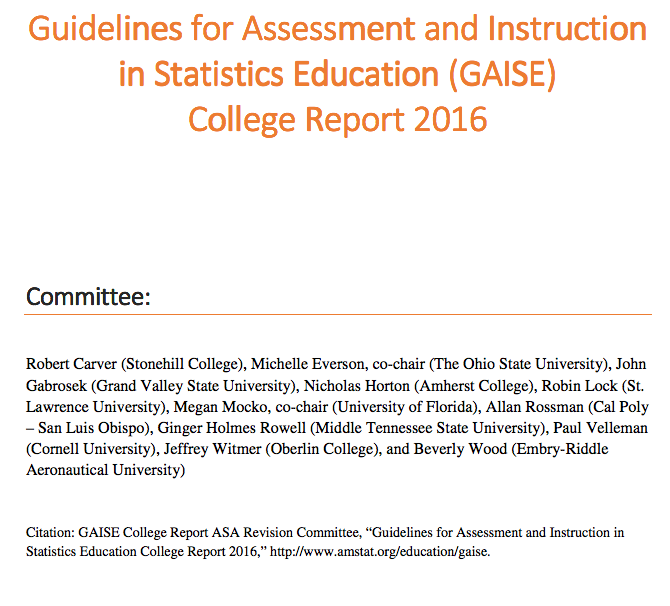 Guidelines for Assessment and Instruction
in Statistics Education (GAISE)
College Report 2016
Committee:
Robert Carver (Stonehill College), Michelle Everson, co-chair (The Ohio State University), John
Gabrosek (Grand Valley State University), Nicholas Horton (Amherst College), Robin Lock (St.
Lawrence University), Megan Mocko, co-chair (University of Florida), Allan Rossman (Cal Poly
– San Luis Obispo), Ginger Holmes Rowell (Middle Tennessee State University), Paul Velleman
(Cornell University), Jeffrey Witmer (Oberlin College), and Beverly Wood (Embry-Riddle
Aeronautical University)
Citation: GAISE College Report ASA Revision Committee, “Guidelines for Assessment and Instruction in
Statistics Education College Report 2016,” http://www.amstat.org/education/gaise.